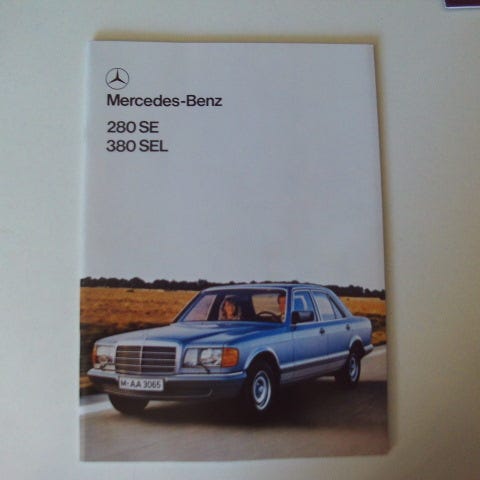 Mercedes-Benz
280 SE
380 SEL
M-AA 3065